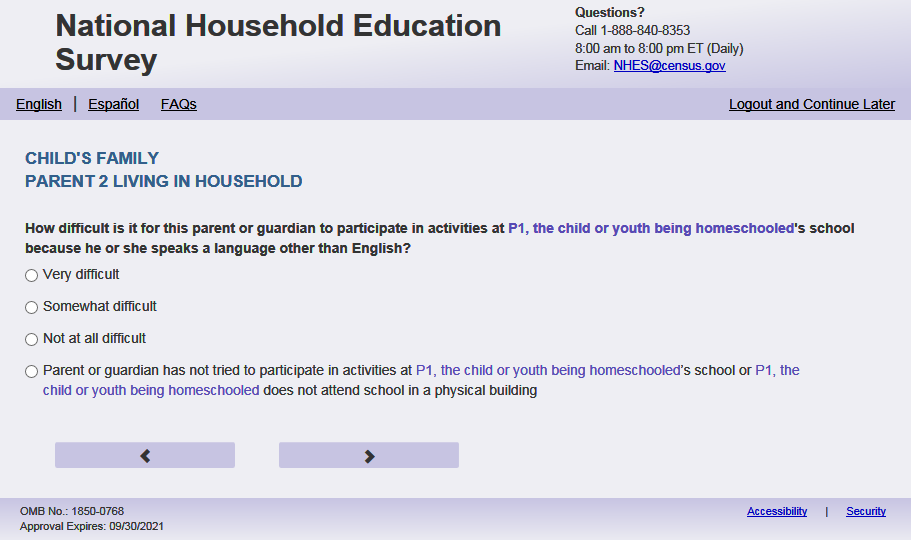 National Household Education
Survey
Questions?
Call 1-888-840-8353
8:00 am to 8:00 pm ET (Daily)
Email: NHES@census.gov
English | Español FAQs
Logout and Continue Later
CHILD'S FAMILY
PARENT 2 LIVING IN HOUSEHOLD
How difficult is it for this parent or guardian to participate in activities at P1, the child or youth being homeschooled's school
because he or she speaks a language other than English?
Very difficult
Somewhat difficult
Not at all difficult
Parent or guardian has not tried to participate in activities at P1, the child or youth being homeschooled's school or P1, the
child or youth being homeschooled does not attend school in a physical building
OMB No.: 1850-0768
Approval Expires: 09/30/2021
Accessibility | Security